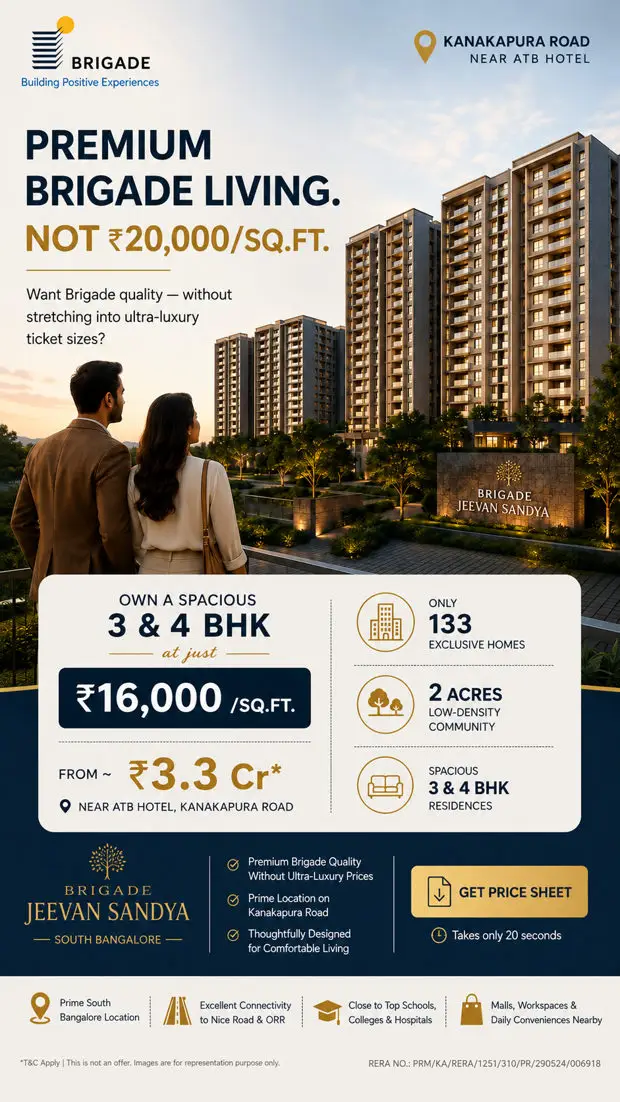 BRIGADE
Building Positive Experiences
KANAKAPURA ROAD
NEAR ATB HOTEL
PREMIUM
BRIGADE LIVING.
NOT ₹20,000/SQ.FT.
Want Brigade quality — without
stretching into ultra-luxury
ticket sizes?
BRIGADE
JEEVAN SANDYA
OWN A SPACIOUS
3 & 4 BHK
at just
₹16,000 /SQ.FT.
FROM ~ ₹3.3 Cr*
NEAR ATB HOTEL, KANAKAPURA ROAD
ONLY
133
EXCLUSIVE HOMES
2 ACRES
LOW-DENSITY
COMMUNITY
SPACIOUS
3 & 4 BHK
RESIDENCES
BRIGADE
JEEVAN SANDYA
SOUTH BANGALORE
Premium Brigade Quality
Without Ultra-Luxury Prices
Prime Location on
Kanakapura Road
Thoughtfully Designed
for Comfortable Living
GET PRICE SHEET
Takes only 20 seconds
Prime South
Bangalore Location
Excellent Connectivity
to Nice Road & ORR
Close to Top Schools,
Colleges & Hospitals
Malls, Workspaces &
Daily Conveniences Nearby
*T&C Apply | This is not an offer. Images are for representation purpose only.
RERA NO.: PRM/KA/RERA/1251/310/PR/290524/006918